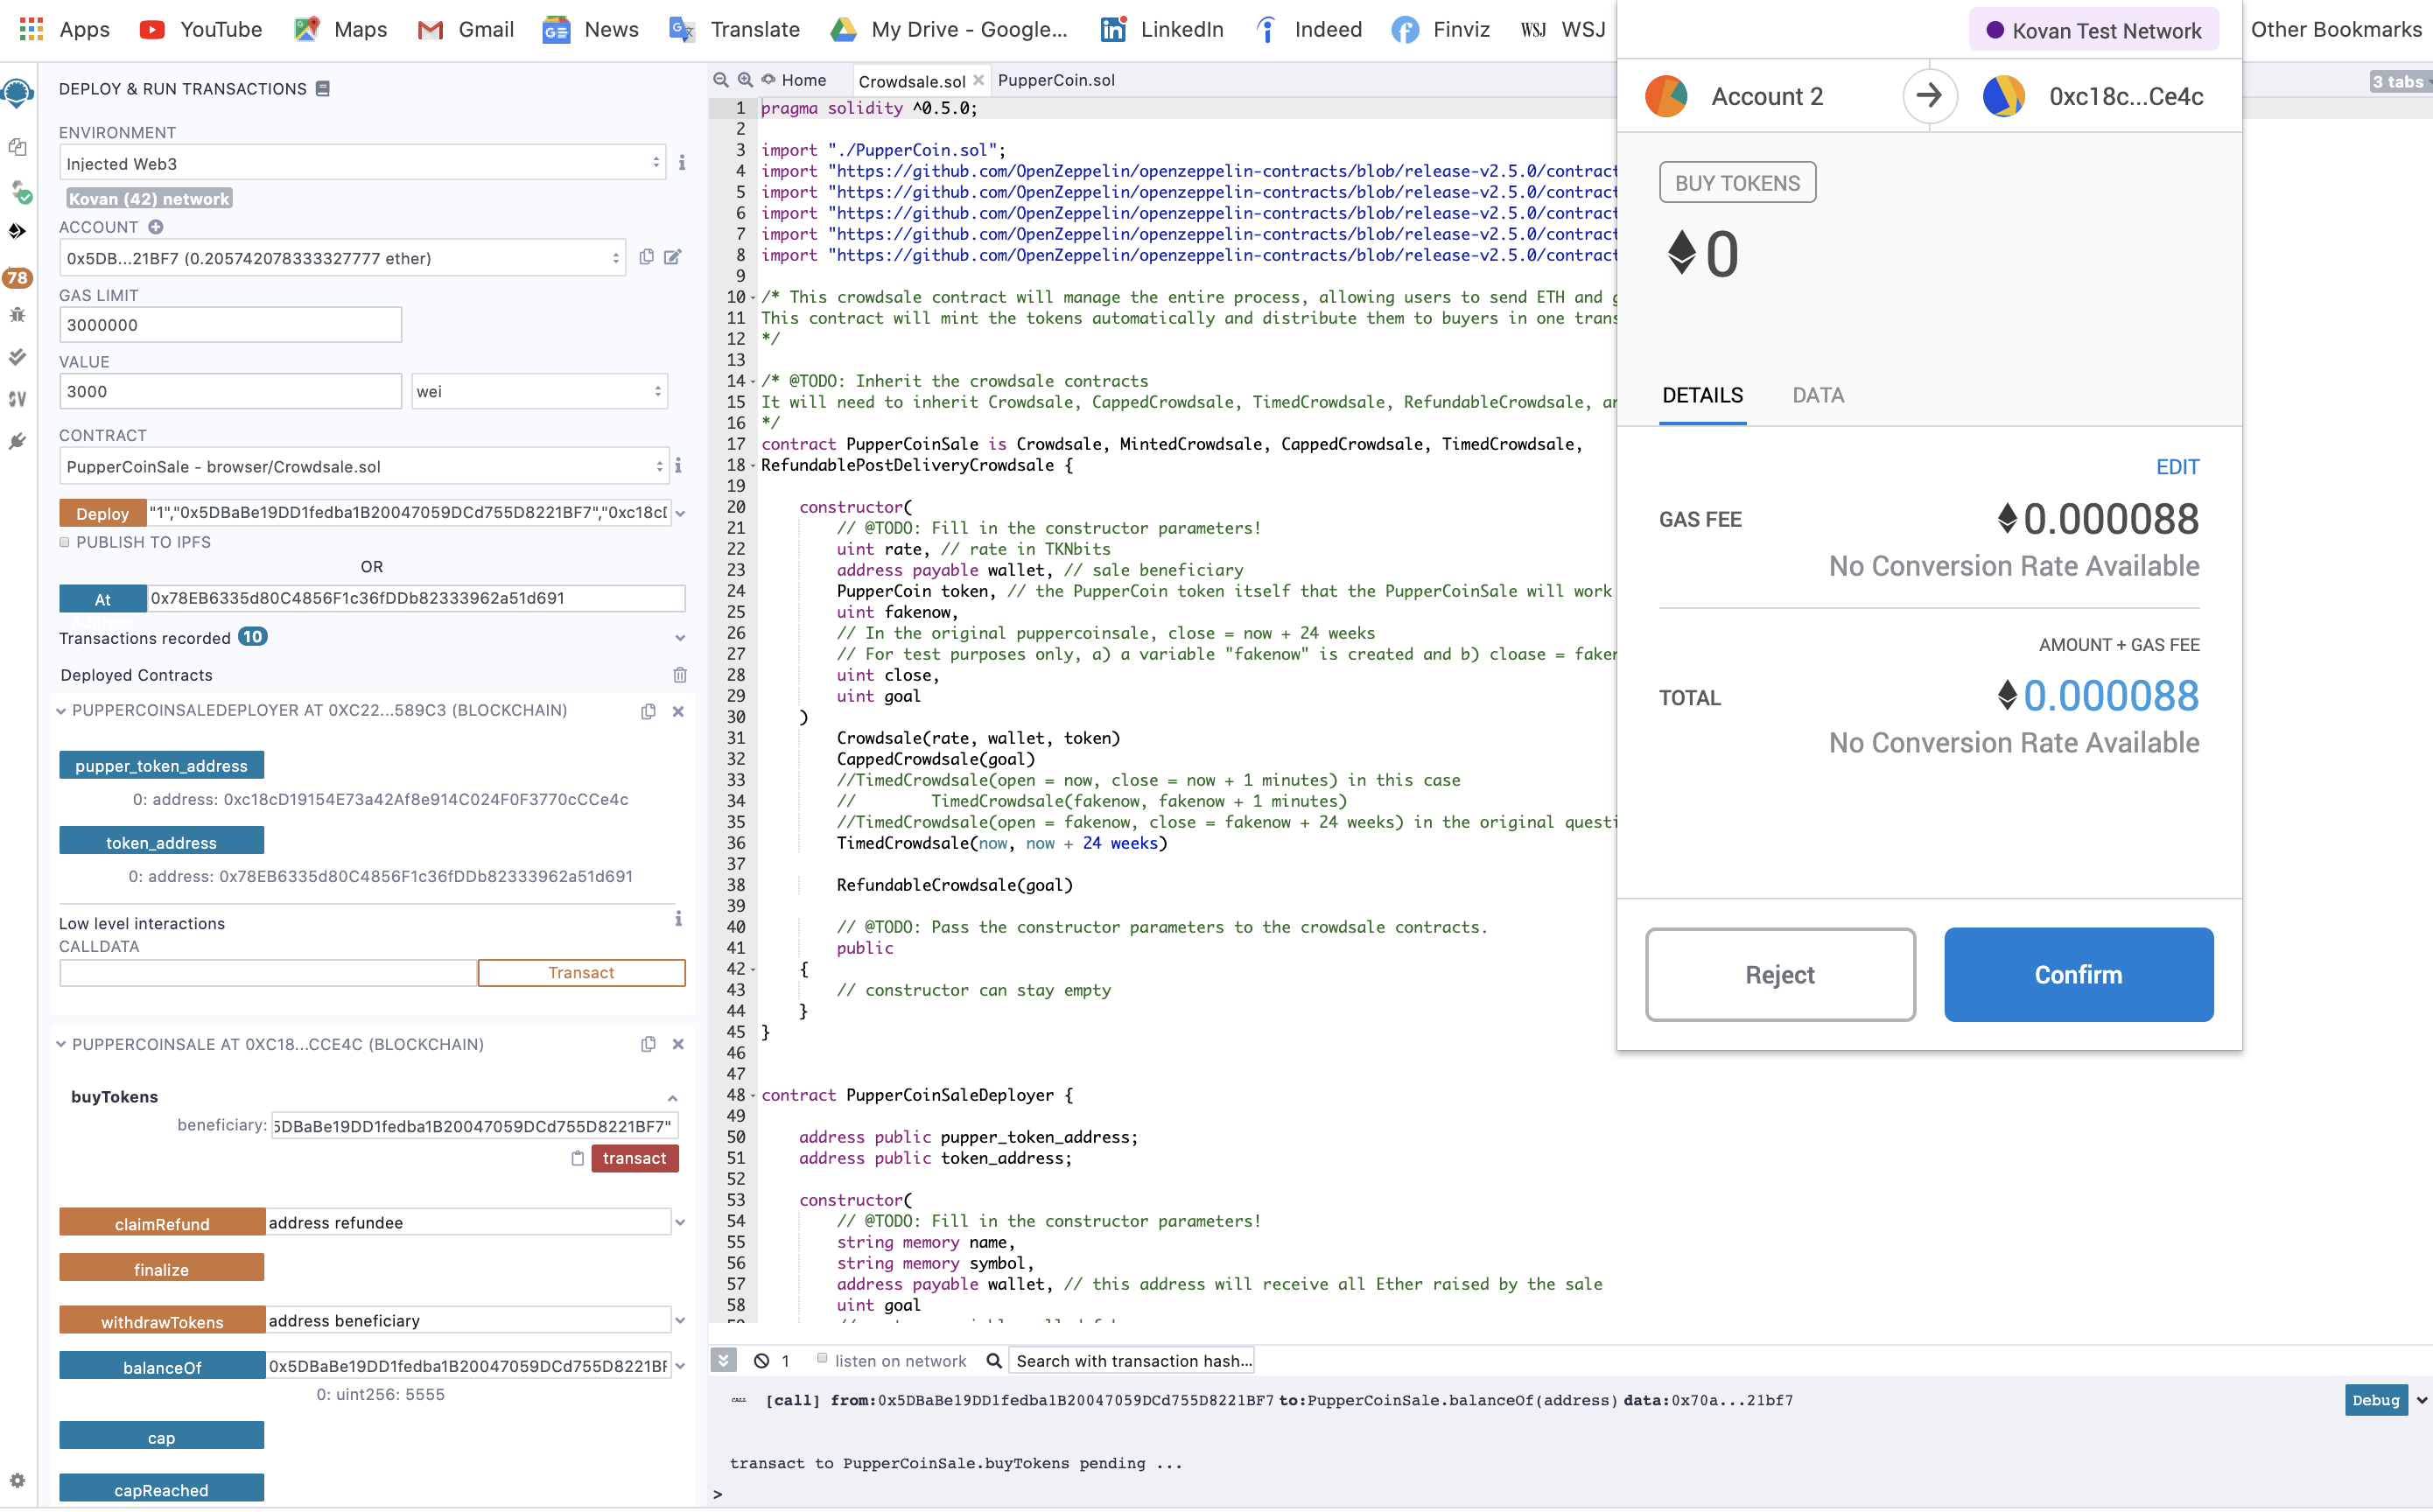 Apps YouTube Maps Gmail News Translate My Drive - Google... LinkedIn Indeed Finviz WSJ WSJ Other Bookmarks
DEPLOY & RUN TRANSACTIONS
ENVIRONMENT
Injected Web3
Kovan (42) network
ACCOUNT
0x5DB...21BF7 (0.205742078333327777 ether)
GAS LIMIT
3000000
VALUE
3000 wei
CONTRACT
PupperCoinSale - browser/Crowdsale.sol
Deploy "1","0x5DBaBe19DD1fedba1B20047059DCd755D8221BF7","0xc18c
PUBLISH TO IPFS
OR
At 0x78EB6335d80C4856F1c36fDDb82333962a51d691
Transactions recorded 10
Deployed Contracts
PUPPERCOINSALEDEPLOYER AT 0XC22...589C3 (BLOCKCHAIN)
pupper_token_address
0: address: 0xc18cD19154E73a42Af8e914C024F0F3770cCCe4c
token_address
0: address: 0x78EB6335d80C4856F1c36fDDb82333962a51d691
Low level interactions
CALLDATA
Transact
PUPPERCOINSALE AT 0XC18...CCE4C (BLOCKCHAIN)
buyTokens
beneficiary: 5DBaBe19DD1fedba1B20047059DCd755D8221BF7"
transact
claimRefund address refundee
finalize
withdrawTokens address beneficiary
balanceOf 0x5DBaBe19DD1fedba1B20047059DCd755D8221BF
0: uint256: 5555
cap
capReached
78
SV
Home Crowdsale.sol PupperCoin.sol
3 tabs
1 pragma solidity ^0.5.0;
2
3 import "./PupperCoin.sol";
4 import "https://github.com/OpenZeppelin/openzeppelin-contracts/blob/release-v2.5.0/contract
5 import "https://github.com/OpenZeppelin/openzeppelin-contracts/blob/release-v2.5.0/contract
6 import "https://github.com/OpenZeppelin/openzeppelin-contracts/blob/release-v2.5.0/contract
7 import "https://github.com/OpenZeppelin/openzeppelin-contracts/blob/release-v2.5.0/contract
8 import "https://github.com/OpenZeppelin/openzeppelin-contracts/blob/release-v2.5.0/contract
9
10 /* This crowdsale contract will manage the entire process, allowing users to send ETH and
11 This contract will mint the tokens automatically and distribute them to buyers in one trans
12 */
13
14 /* @TODO: Inherit the crowdsale contracts
15 It will need to inherit Crowdsale, CappedCrowdsale, TimedCrowdsale, RefundableCrowdsale, a
16 */
17 contract PupperCoinSale is Crowdsale, MintedCrowdsale, CappedCrowdsale, TimedCrowdsale,
18 RefundablePostDeliveryCrowdsale {
19
20 constructor(
21 // @TODO: Fill in the constructor parameters!
22 uint rate, // rate in TKNbits
23 address payable wallet, // sale beneficiary
24 PupperCoin token, // the PupperCoin token itself that the PupperCoinSale will work
25 uint fakenow,
26 // In the original puppercoinsale, close = now + 24 weeks
27 // For test purposes only, a) a variable "fakenow" is created and b) cloase = faken
28 uint close,
29 uint goal
30 )
31 Crowdsale(rate, wallet, token)
32 CappedCrowdsale(goal)
33 //TimedCrowdsale(open = now, close = now + 1 minutes) in this case
34 // TimedCrowdsale(fakenow, fakenow + 1 minutes)
35 //TimedCrowdsale(open = fakenow, close = fakenow + 24 weeks) in the original questi
36 TimedCrowdsale(now, now + 24 weeks)
37
38 RefundableCrowdsale(goal)
39
40 // @TODO: Pass the constructor parameters to the crowdsale contracts.
41 public
42 {
43 // constructor can stay empty
44 }
45 }
46
47
48 contract PupperCoinSaleDeployer {
49
50 address public pupper_token_address;
51 address public token_address;
52
53 constructor(
54 // @TODO: Fill in the constructor parameters!
55 string memory name,
56 string memory symbol,
57 address payable wallet, // this address will receive all Ether raised by the sale
58 uint goal
1 listen on network Search with transaction hash...
CALL [call] from:0x5DBaBe19DD1fedba1B20047059DCd755D8221BF7 to:PupperCoinSale.balanceOf(address) data:0x70a...21bf7 Debug
transact to PupperCoinSale.buyTokens pending ...
>
Kovan Test Network
Account 2 0xc18c...Ce4c
BUY TOKENS
0
DETAILS DATA
EDIT
GAS FEE 0.000088
No Conversion Rate Available
AMOUNT + GAS FEE
TOTAL 0.000088
No Conversion Rate Available
Reject Confirm